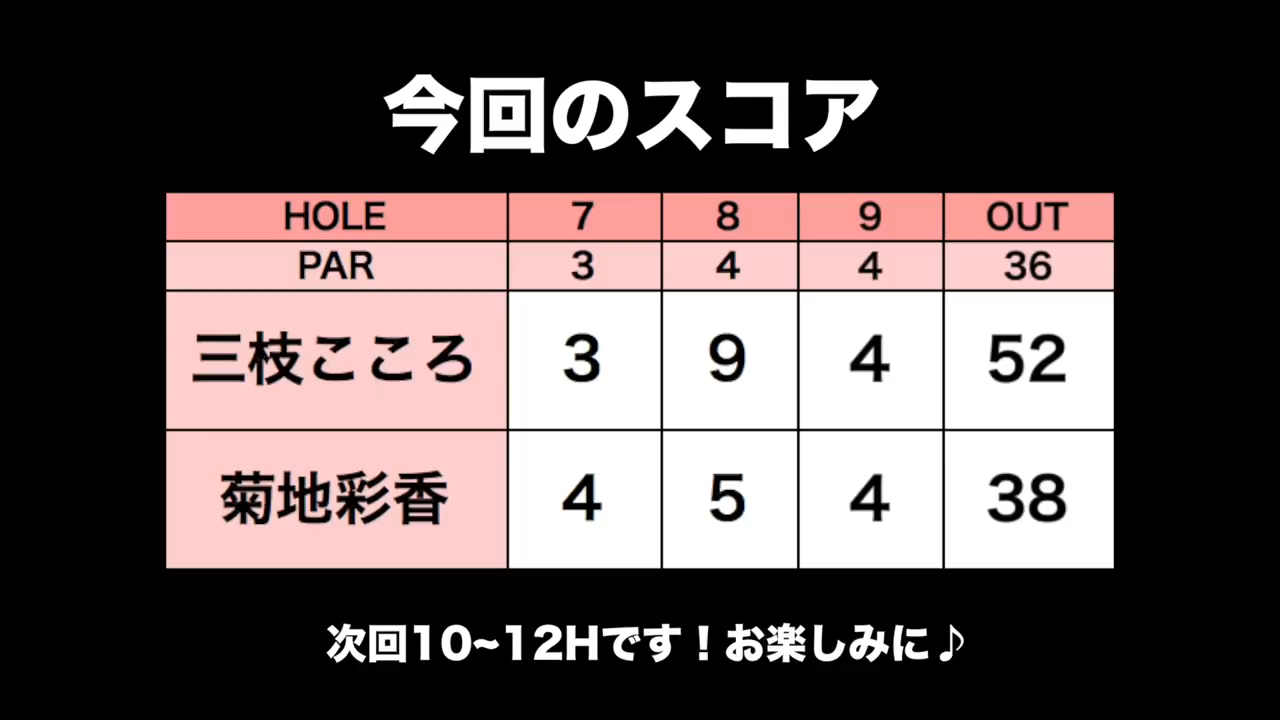 今回のスコア
HOLE 7 8 9 OUT
PAR 3 4 4 36
三枝こころ 3 9 4 52
菊地彩香 4 5 4 38
次回10~12Hです！お楽しみに♪